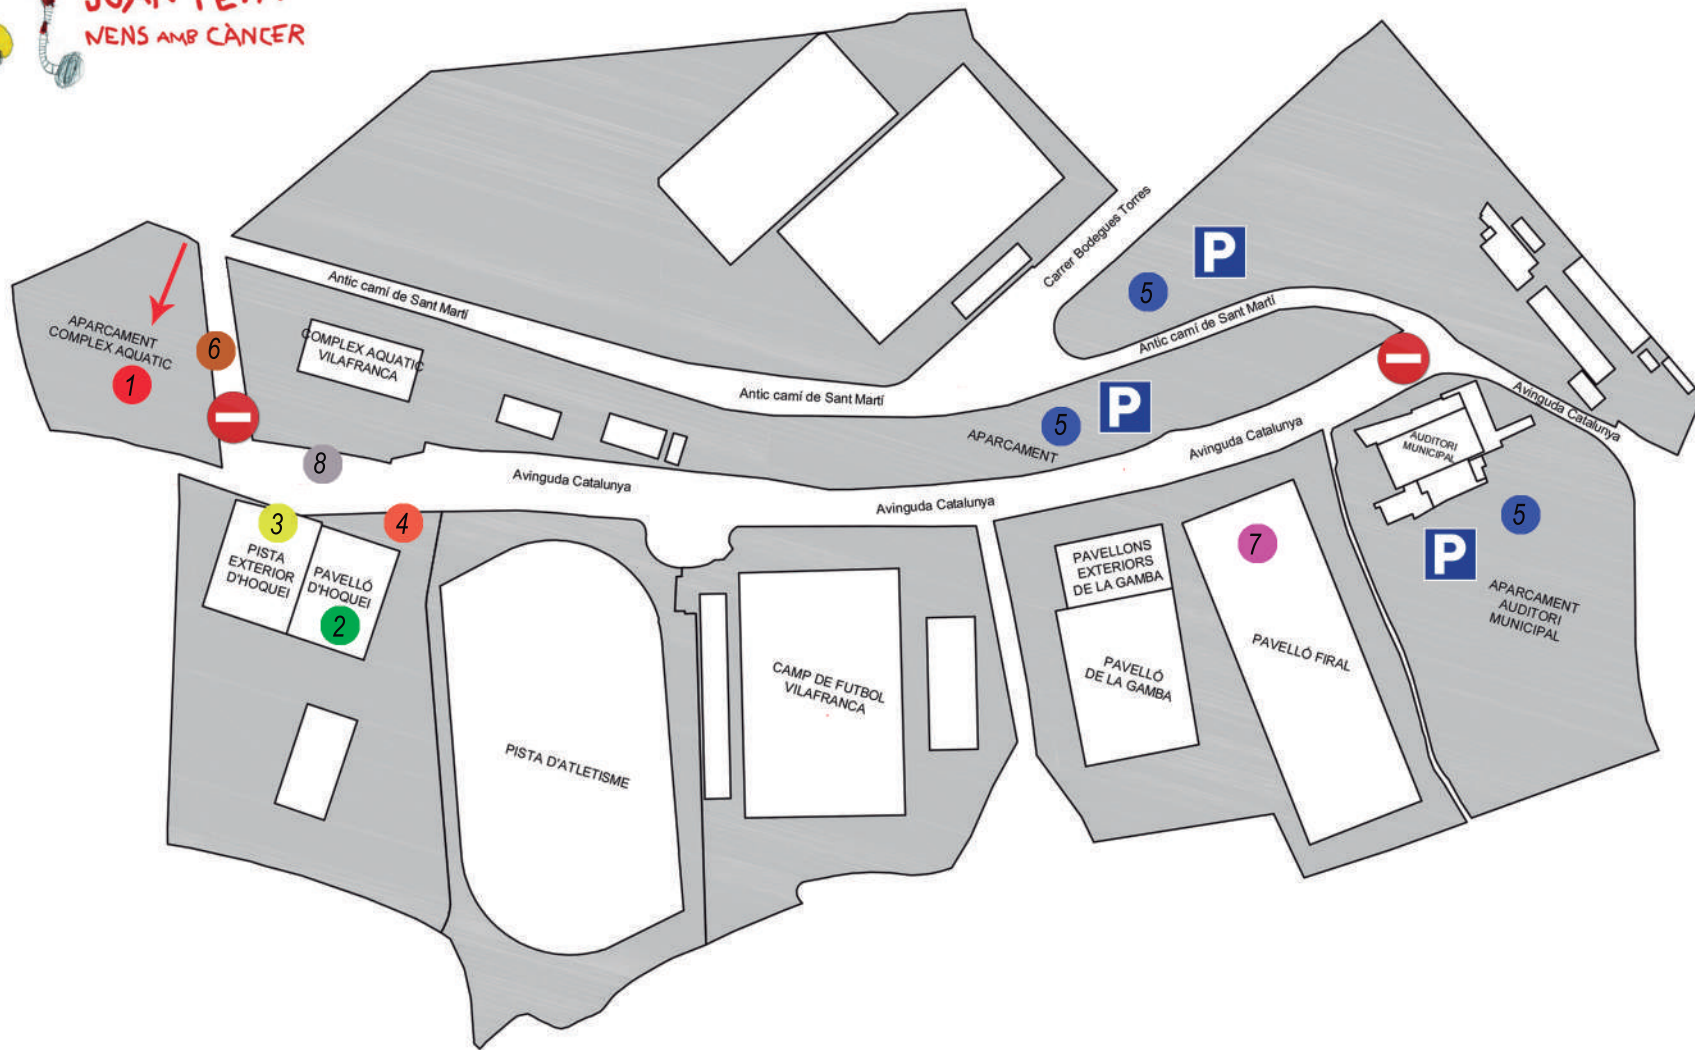 NENS AMB CÀNCER
Carrer Bodegues Torres
P
5
Antic camí de Sant Martí
Antic camí de Sant Martí
APARCAMENT
COMPLEX AQUATIC
1
6
COMPLEX AQUATIC
VILAFRANCA
Antic camí de Sant Martí
P
5
APARCAMENT
Avinguda Catalunya
Avinguda Catalunya
AUDITORI
MUNICIPAL
8
Avinguda Catalunya
Avinguda Catalunya
3
4
5
P
7
PISTA
EXTERIOR
D'HOQUEI
PAVELLÓ
D'HOQUEI
2
PAVELLONS
EXTERIORS
DE LA GAMBA
APARCAMENT
AUDITORI
MUNICIPAL
PAVELLÓ FIRAL
PAVELLÓ
DE LA GAMBA
CAMP DE FUTBOL
VILAFRANCA
PISTA D'ATLETISME